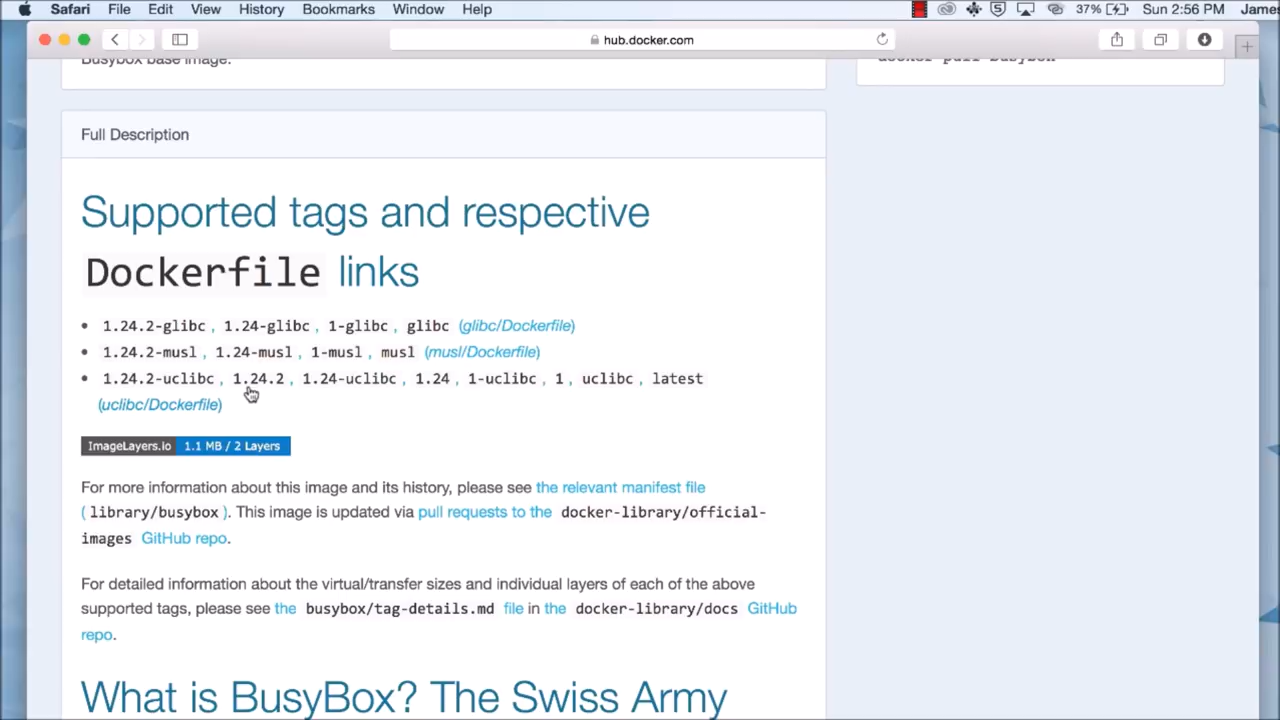 Safari File Edit View History Bookmarks Window Help 37% Sun 2:56 PM James
hub.docker.com
Busybox base image.
docker pull busybox
Full Description
Supported tags and respective
Dockerfile links
1.24.2-glibc , 1.24-glibc , 1-glibc , glibc (glibc/Dockerfile)
1.24.2-musl , 1.24-musl , 1-musl , musl (musl/Dockerfile)
1.24.2-uclibc , 1.24.2 , 1.24-uclibc , 1.24 , 1-uclibc , 1 , uclibc , latest
(uclibc/Dockerfile)
ImageLayers.io 1.1 MB / 2 Layers
For more information about this image and its history, please see the relevant manifest file
( library/busybox ). This image is updated via pull requests to the docker-library/official-
images GitHub repo.
For detailed information about the virtual/transfer sizes and individual layers of each of the above
supported tags, please see the busybox/tag-details.md file in the docker-library/docs GitHub
repo.
What is BusyBox? The Swiss Army